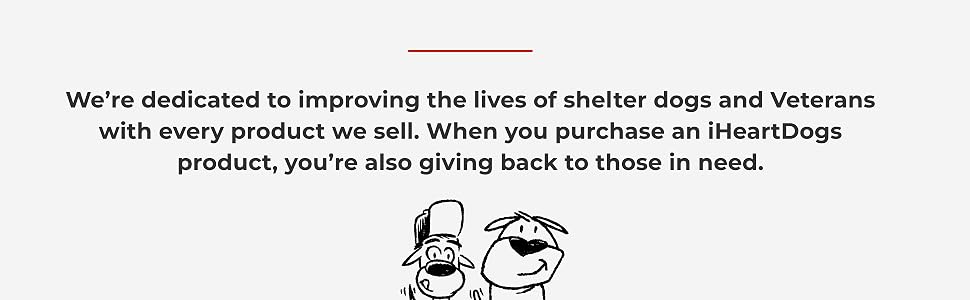 We’re dedicated to improving the lives of shelter dogs and Veterans
with every product we sell. When you purchase an iHeartDogs
product, you’re also giving back to those in need.